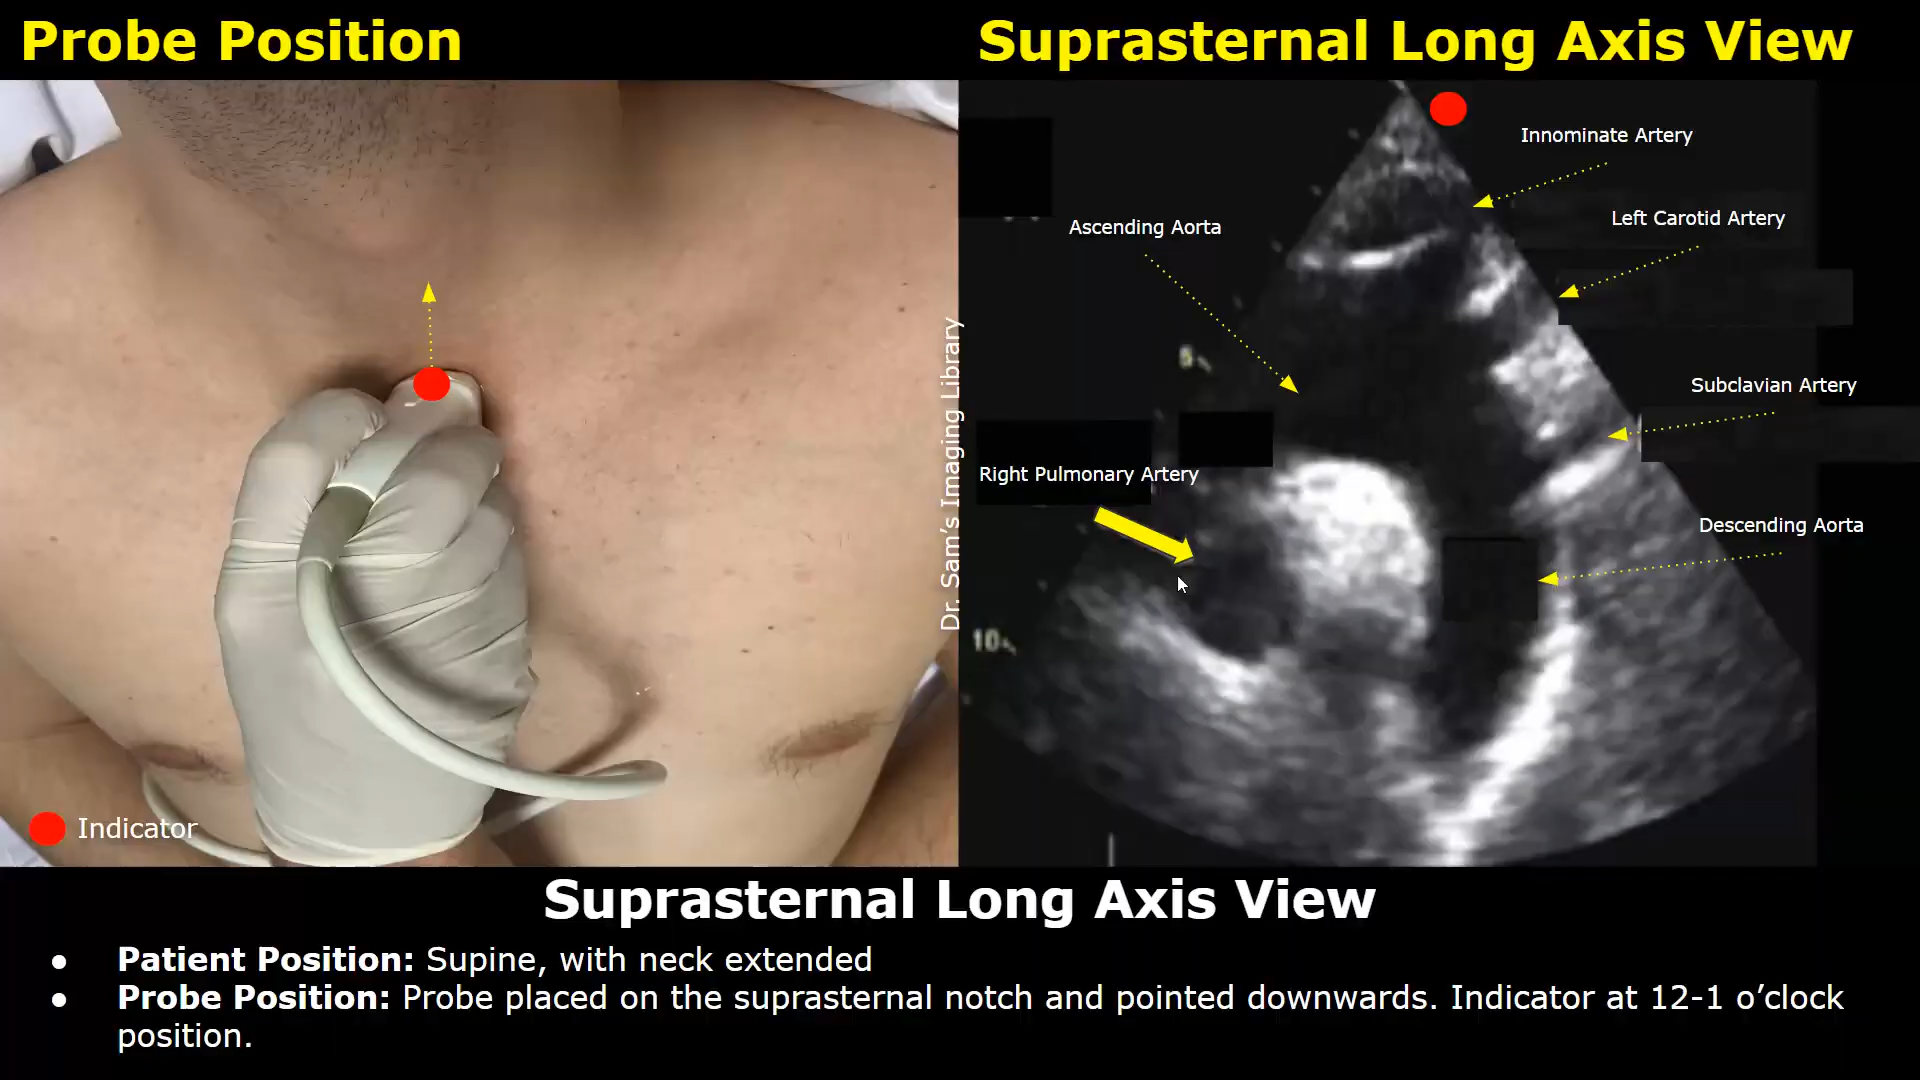 Probe Position
Suprasternal Long Axis View
Innominate Artery
Left Carotid Artery
Ascending Aorta
Subclavian Artery
Right Pulmonary Artery
Descending Aorta
5
10
Dr. Sam’s Imaging Library
Indicator
Suprasternal Long Axis View
● Patient Position: Supine, with neck extended
● Probe Position: Probe placed on the suprasternal notch and pointed downwards. Indicator at 12-1 o’clock
position.